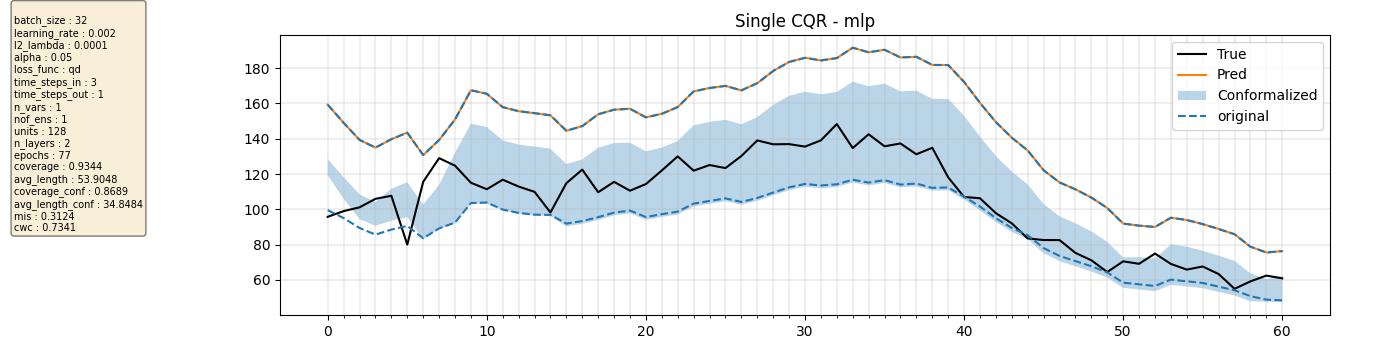 batch_size : 32
learning_rate : 0.002
l2_lambda : 0.0001
alpha : 0.05
loss_func : qd
time_steps_in : 3
time_steps_out : 1
n_vars : 1
nof_ens : 1
units : 128
n_layers : 2
epochs : 77
coverage : 0.9344
avg_length : 53.9048
coverage_conf : 0.8689
avg_length_conf : 34.8484
mis : 0.3124
cwc : 0.7341
Single CQR - mlp
True
Pred
Conformalized
original
180
160
140
120
100
80
60
0 10 20 30 40 50 60